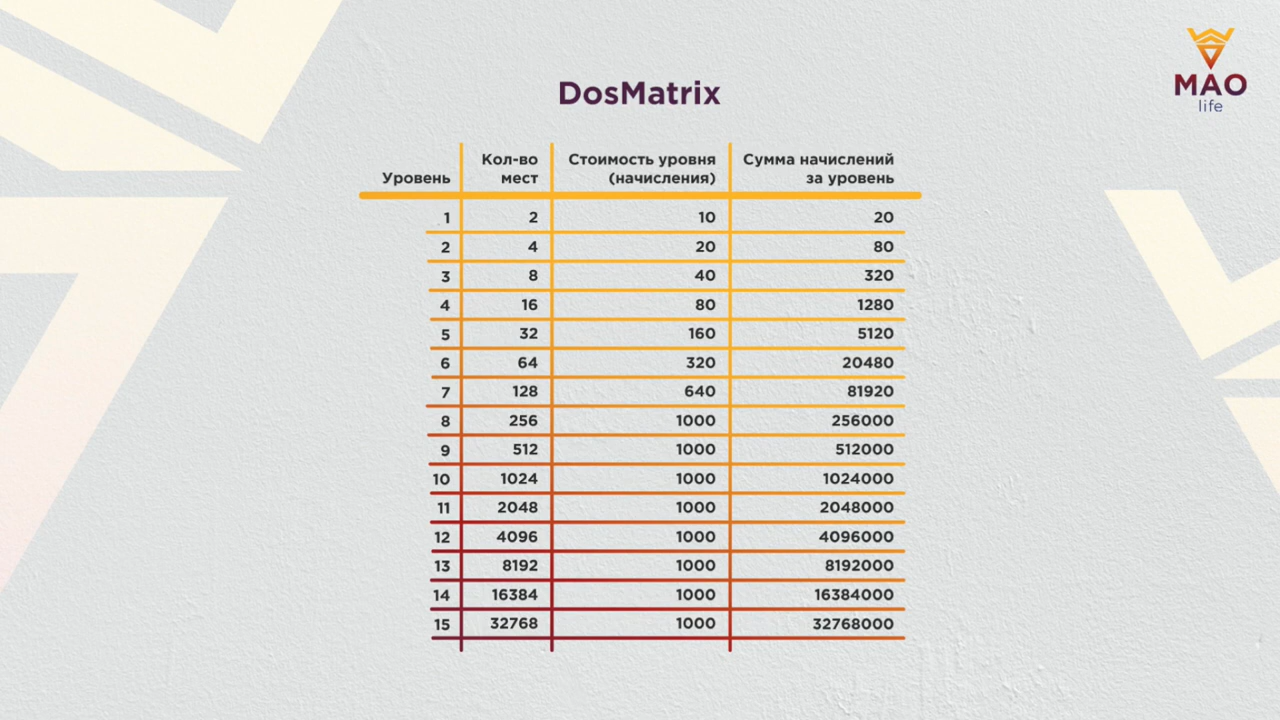 MAO
life
DosMatrix
Уровень Кол-во мест Стоимость уровня (начисления) Сумма начислений за уровень
1 2 10 20
2 4 20 80
3 8 40 320
4 16 80 1280
5 32 160 5120
6 64 320 20480
7 128 640 81920
8 256 1000 256000
9 512 1000 512000
10 1024 1000 1024000
11 2048 1000 2048000
12 4096 1000 4096000
13 8192 1000 8192000
14 16384 1000 16384000
15 32768 1000 32768000